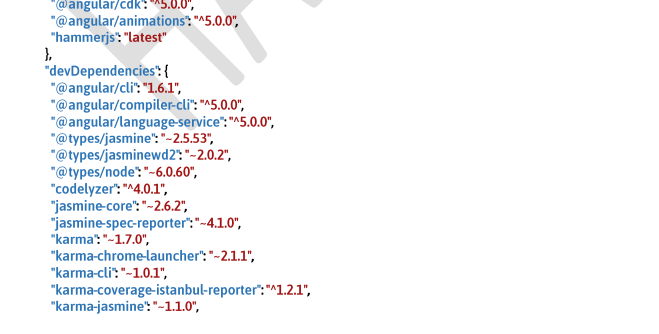 "@angular/cdk": "^5.0.0",
"@angular/animations": "^5.0.0",
"hammerjs": "latest"
},
"devDependencies": {
"@angular/cli": "1.6.1",
"@angular/compiler-cli": "^5.0.0",
"@angular/language-service": "^5.0.0",
"@types/jasmine": "~2.5.53",
"@types/jasminewd2": "~2.0.2",
"@types/node": "~6.0.60",
"codelyzer": "^4.0.1",
"jasmine-core": "~2.6.2",
"jasmine-spec-reporter": "~4.1.0",
"karma": "~1.7.0",
"karma-chrome-launcher": "~2.1.1",
"karma-cli": "~1.0.1",
"karma-coverage-istanbul-reporter": "^1.2.1",
"karma-jasmine": "~1.1.0",